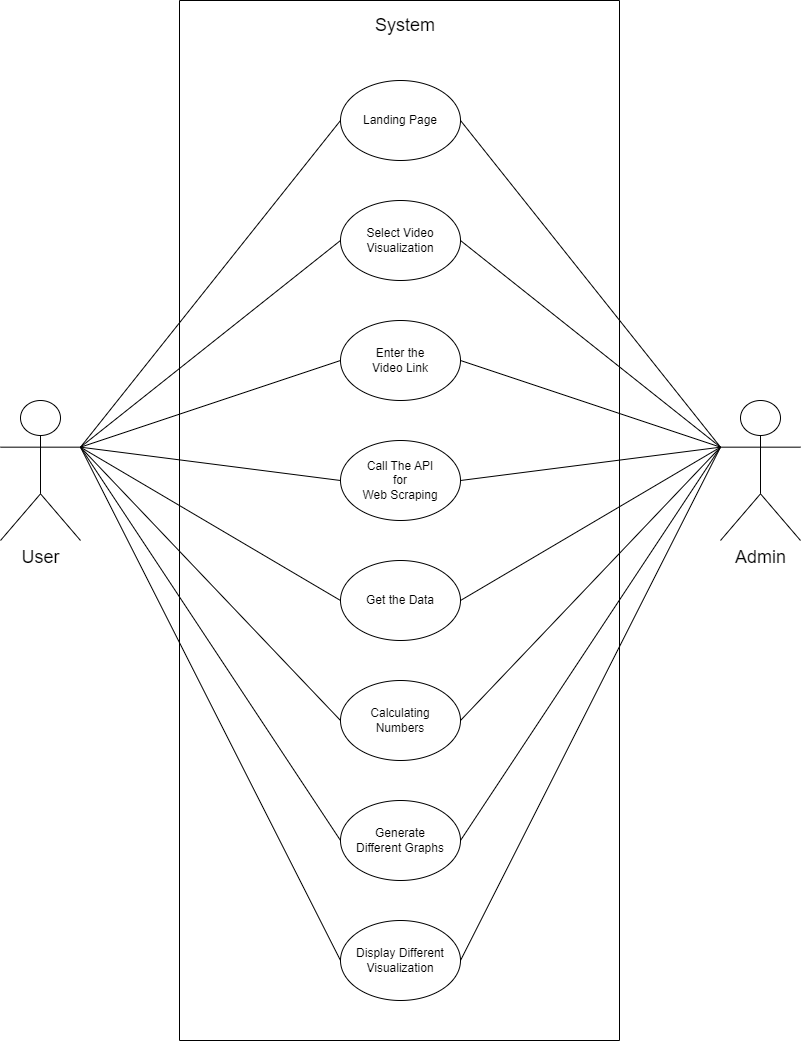 System
Landing Page
Select Video
Visualization
Enter the
Video Link
Call The API
for
Web Scraping
User
Admin
Get the Data
Calculating
Numbers
Generate
Different Graphs
Display Different
Visualization